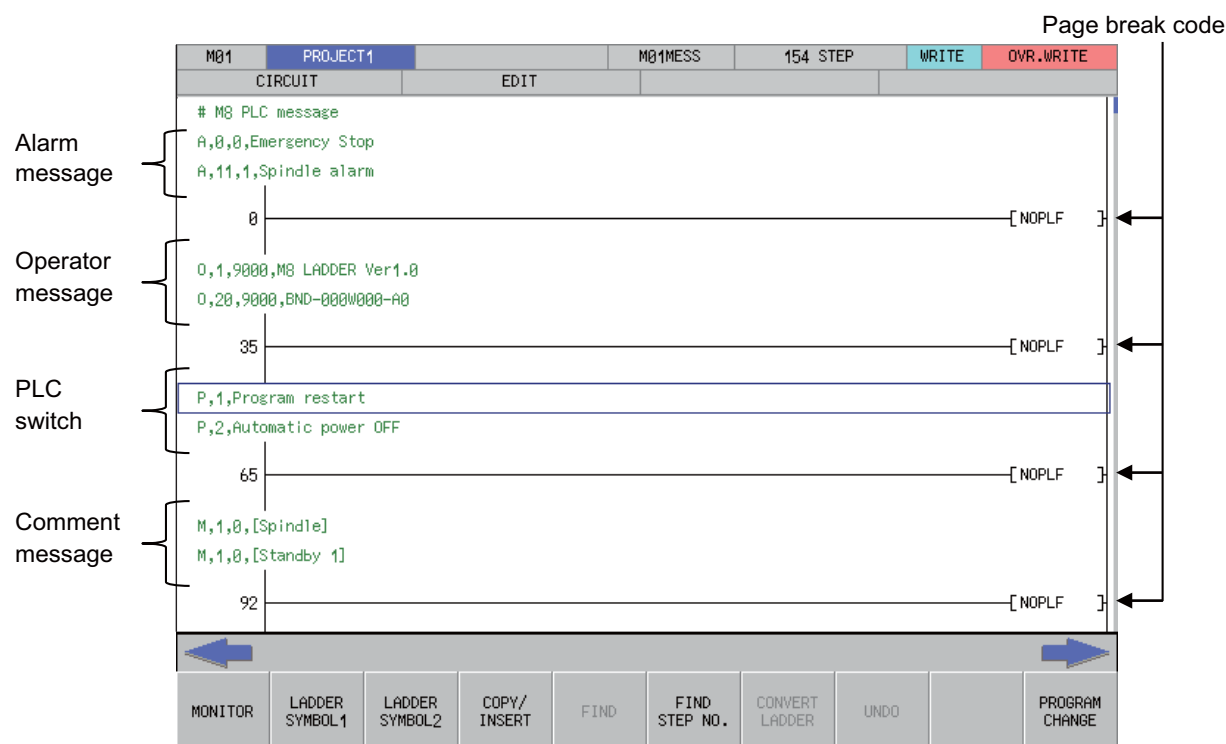 Page break code
M01 PROJECT1 M01MESS 154 STEP WRITE OVR.WRITE
CIRCUIT EDIT
# M8 PLC message
Alarm
message
A,0,0,Emergency Stop
A,11,1,Spindle alarm
0 NOPLF
Operator
message
O,1,9000,M8 LADDER Ver1.0
O,20,9000,BND-000W000-A0
35 NOPLF
PLC
switch
P,1,Program restart
P,2,Automatic power OFF
65 NOPLF
Comment
message
M,1,0,[Spindle]
M,1,0,[Standby 1]
92 NOPLF
MONITOR LADDER SYMBOL1 LADDER SYMBOL2 COPY/ INSERT FIND FIND STEP NO. CONVERT LADDER UNDO PROGRAM CHANGE